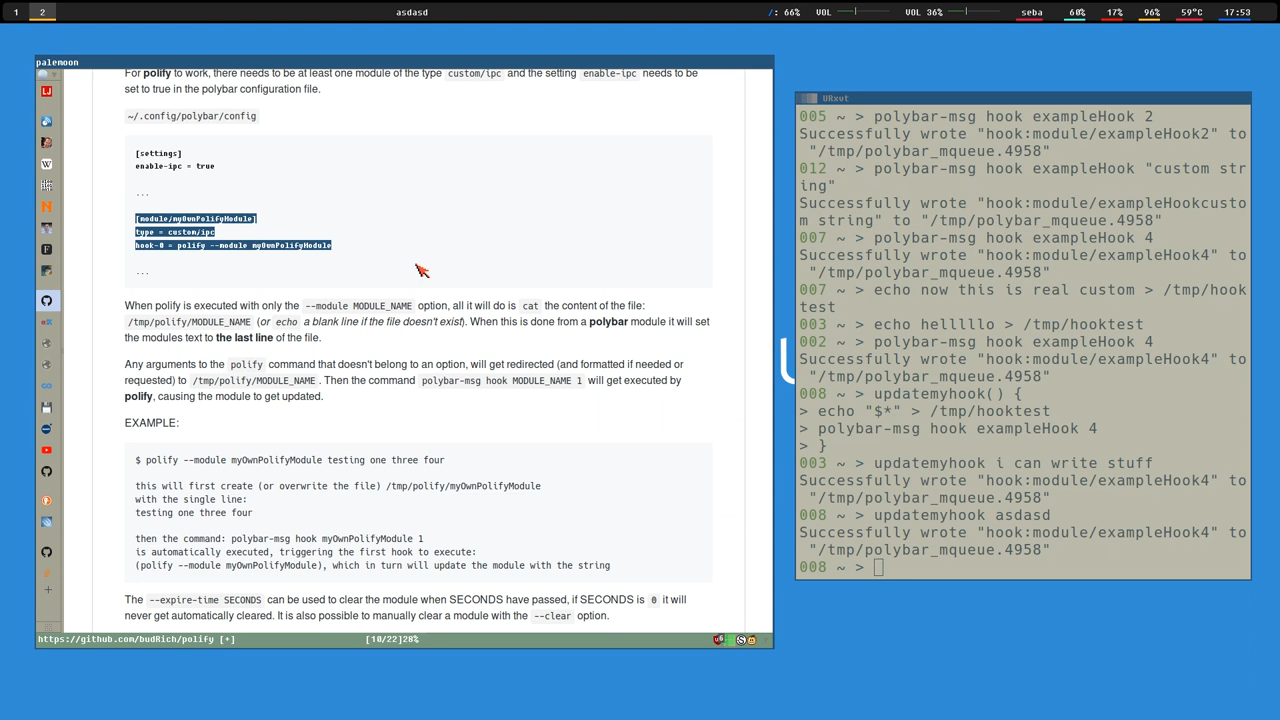 1 2 asdasd /: 66% VOL VOL 36% seba 60% 17% 96% 59°C 17:53
palemoon
For polify to work, there needs to be at least one module of the type custom/ipc and the setting enable-ipc needs to be
set to true in the polybar configuration file.
~/.config/polybar/config
[settings]
enable-ipc = true
...
[module/myOwnPolifyModule]
type = custom/ipc
hook-0 = polify --module myOwnPolifyModule
...
When polify is executed with only the --module MODULE_NAME option, all it will do is cat the content of the file:
/tmp/polify/MODULE_NAME (or echo a blank line if the file doesn't exist). When this is done from a polybar module it will set
the modules text to the last line of the file.
Any arguments to the polify command that doesn't belong to an option, will get redirected (and formatted if needed or
requested) to /tmp/polify/MODULE_NAME . Then the command polybar-msg hook MODULE_NAME 1 will get executed by
polify, causing the module to get updated.
EXAMPLE:
$ polify --module myOwnPolifyModule testing one three four
this will first create (or overwrite the file) /tmp/polify/myOwnPolifyModule
with the single line:
testing one three four
then the command: polybar-msg hook myOwnPolifyModule 1
is automatically executed, triggering the first hook to execute:
(polify --module myOwnPolifyModule), which in turn will update the module with the string
The --expire-time SECONDS can be used to clear the module when SECONDS have passed, if SECONDS is 0 it will
never get automatically cleared. It is also possible to manually clear a module with the --clear option.
https://github.com/budRich/polify [+] [10/22]28%
URxvt
005 ~ > polybar-msg hook exampleHook 2
Successfully wrote "hook:module/exampleHook2" to
"/tmp/polybar_mqueue.4958"
012 ~ > polybar-msg hook exampleHook "custom str
ing"
Successfully wrote "hook:module/exampleHookcusto
m string" to "/tmp/polybar_mqueue.4958"
007 ~ > polybar-msg hook exampleHook 4
Successfully wrote "hook:module/exampleHook4" to
"/tmp/polybar_mqueue.4958"
007 ~ > echo now this is real custom > /tmp/hook
test
003 ~ > echo helllllo > /tmp/hooktest
002 ~ > polybar-msg hook exampleHook 4
Successfully wrote "hook:module/exampleHook4" to
"/tmp/polybar_mqueue.4958"
008 ~ > updatemyhook() {
> echo "$*" > /tmp/hooktest
> polybar-msg hook exampleHook 4
> }
003 ~ > updatemyhook i can write stuff
Successfully wrote "hook:module/exampleHook4" to
"/tmp/polybar_mqueue.4958"
008 ~ > updatemyhook asdasd
Successfully wrote "hook:module/exampleHook4" to
"/tmp/polybar_mqueue.4958"
008 ~ >